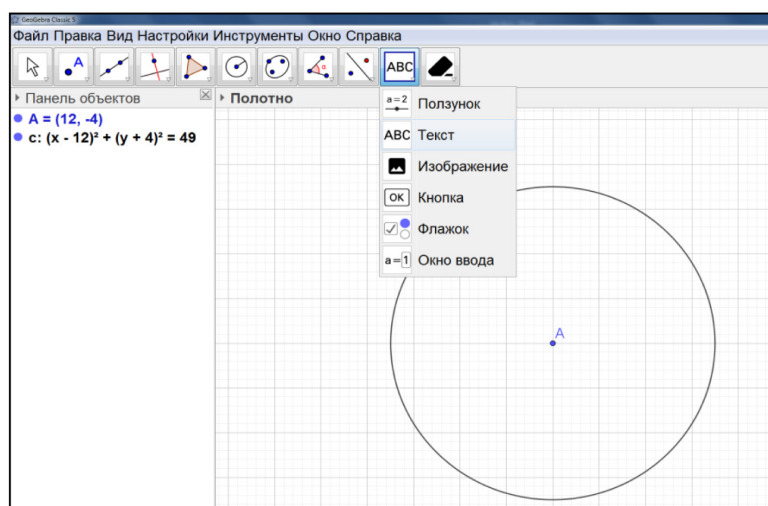 GeoGebra Classic 5
Файл Правка Вид Настройки Инструменты Окно Справка
A
α
ABC
Панель объектов
Полотно
A = (12, -4)
c: (x - 12)² + (y + 4)² = 49
a=2 Ползунок
ABC Текст
Изображение
OK Кнопка
Флажок
a=1 Окно ввода
A